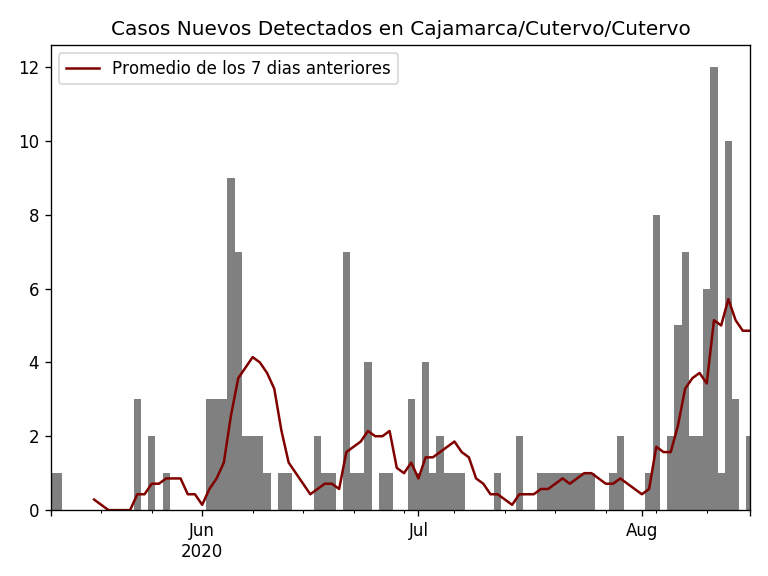 Casos Nuevos Detectados en Cajamarca/Cutervo/Cutervo
Promedio de los 7 dias anteriores
12
10
8
6
4
2
0
Jun
2020
Jul
Aug